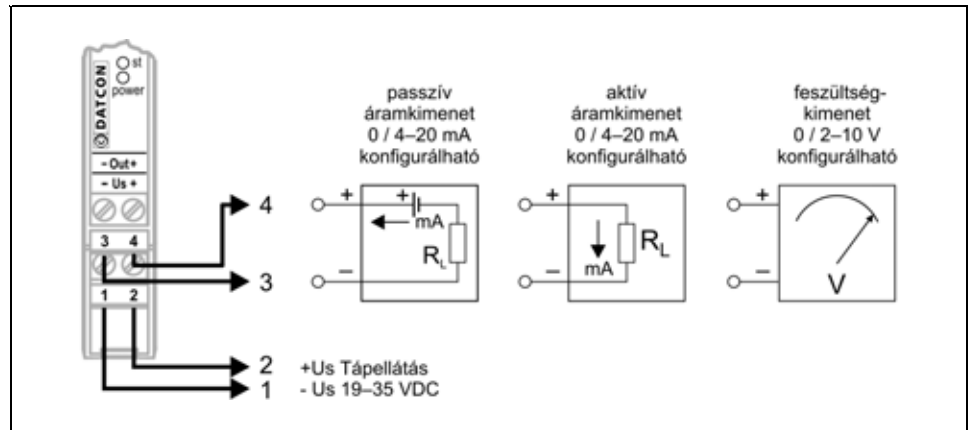 st
power
DATCON
- Out+
- Us +
3 4
1 2
4
3
2 +Us Tápellátás
1 - Us 19–35 VDC
passzív
áramkimenet
0 / 4–20 mA
konfigurálható
+
+
mA
RL
–
aktív
áramkimenet
0 / 4–20 mA
konfigurálható
+
RL
mA
–
feszültség-
kimenet
0 / 2–10 V
konfigurálható
+
–
V